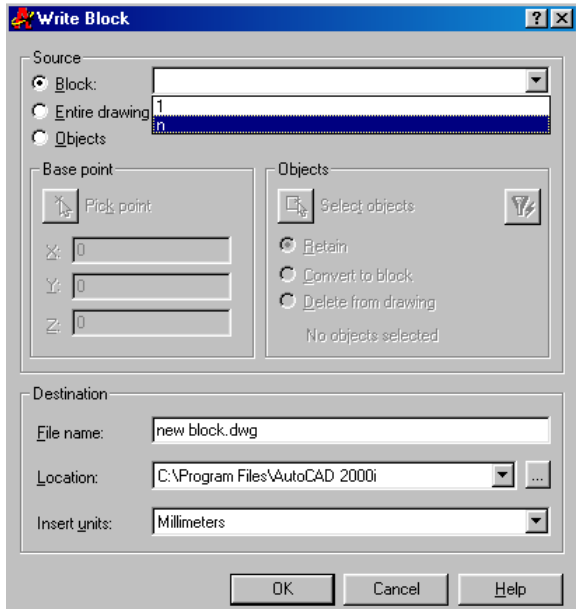 Write Block
Source
Block:
Entire drawing
1
n
Objects
Base point
Pick point
X: 0
Y: 0
Z: 0
Objects
Select objects
Retain
Convert to block
Delete from drawing
No objects selected
Destination
File name: new block.dwg
Location: C:\Program Files\AutoCAD 2000i ...
Insert units: Millimeters
OK Cancel Help